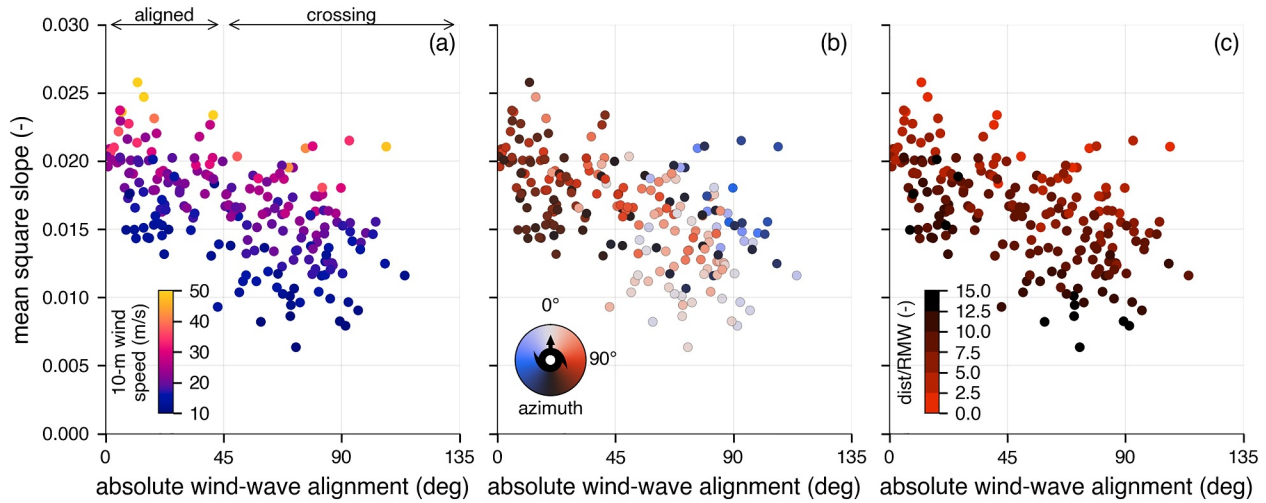 aligned
crossing
(a)
(b)
(c)
0.030
0.025
0.020
0.015
0.010
0.005
0.000
mean square slope (-)
10-m wind
speed (m/s)
50
40
30
20
10
0°
90°
azimuth
dist/RMW (-)
15.0
12.5
10.0
7.5
5.0
2.5
0.0
0
45
90
135
0
45
90
135
0
45
90
135
absolute wind-wave alignment (deg)
absolute wind-wave alignment (deg)
absolute wind-wave alignment (deg)